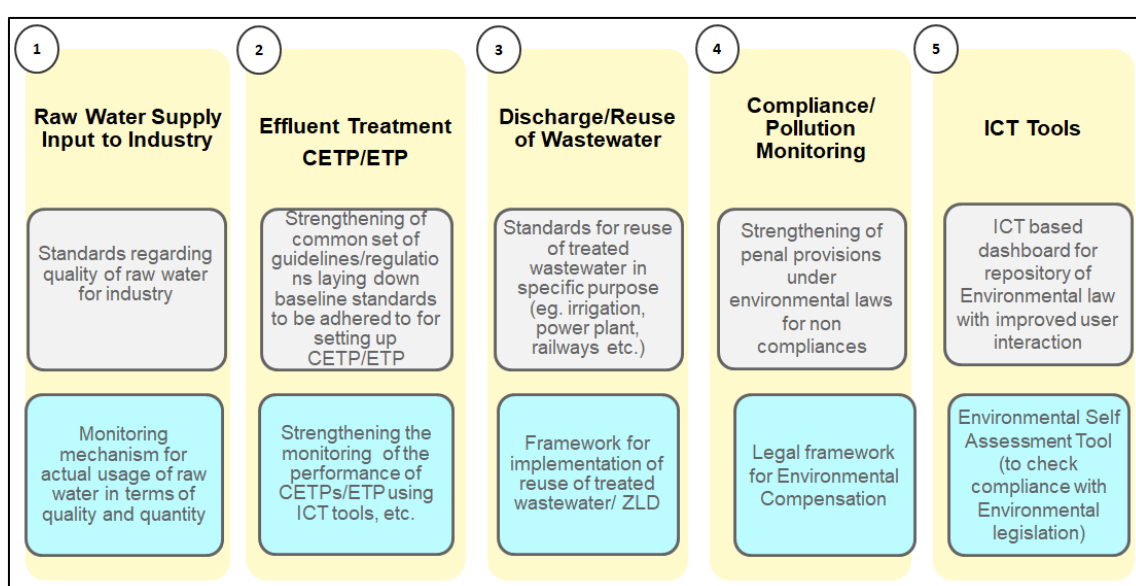 1
Raw Water Supply
Input to Industry
Standards regarding
quality of raw water
for industry
Monitoring
mechanism for
actual usage of raw
water in terms of
quality and quantity
2
Effluent Treatment
CETP/ETP
Strengthening of
common set of
guidelines/regulatio
ns laying down
baseline standards
to be adhered to for
setting up
CETP/ETP
Strengthening the
monitoring of the
performance of
CETPs/ETP using
ICT tools, etc.
3
Discharge/Reuse
of Wastewater
Standards for reuse
of treated
wastewater in
specific purpose
(eg. irrigation,
power plant,
railways etc.)
Framework for
implementation of
reuse of treated
wastewater/ ZLD
4
Compliance/
Pollution
Monitoring
Strengthening of
penal provisions
under
environmental laws
for non
compliances
Legal framework
for Environmental
Compensation
5
ICT Tools
ICT based
dashboard for
repository of
Environmental law
with improved user
interaction
Environmental Self
Assessment Tool
(to check
compliance with
Environmental
legislation)